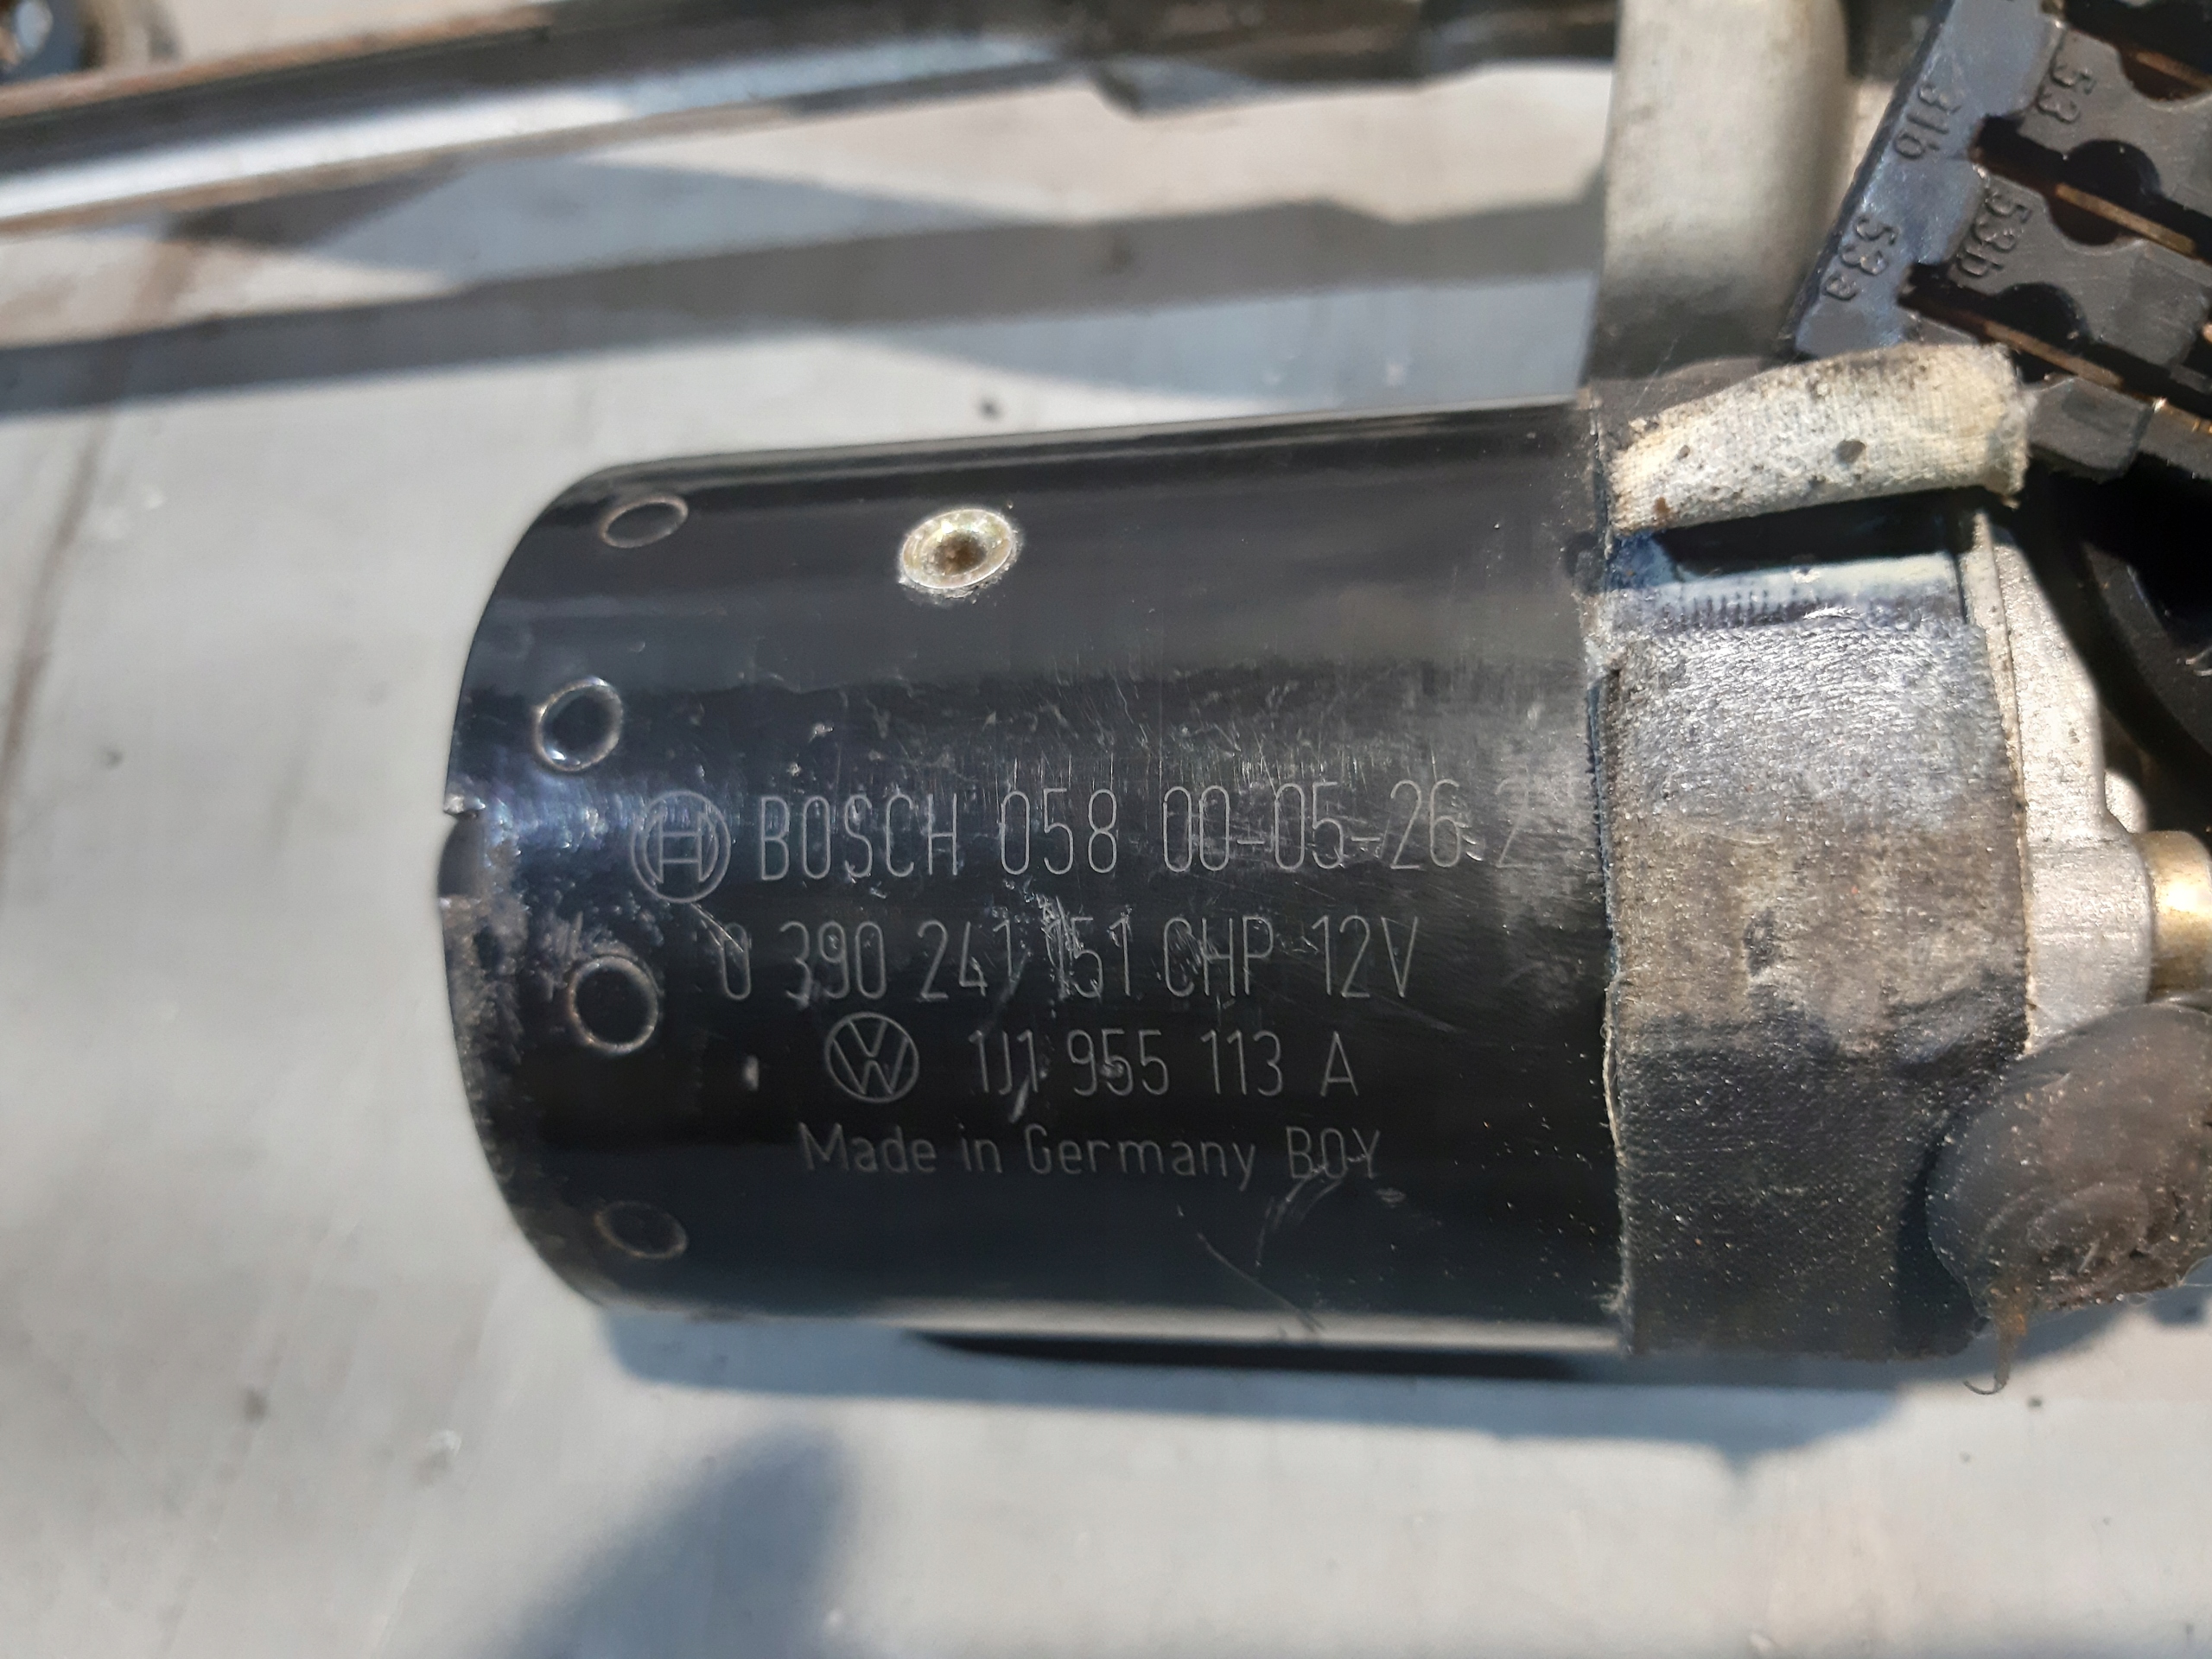 53
31b
53b
53a
BOSCH 058 00-05-26 2
0 390 241 151 CHP 12V
1J1 955 113 A
Made in Germany BOY